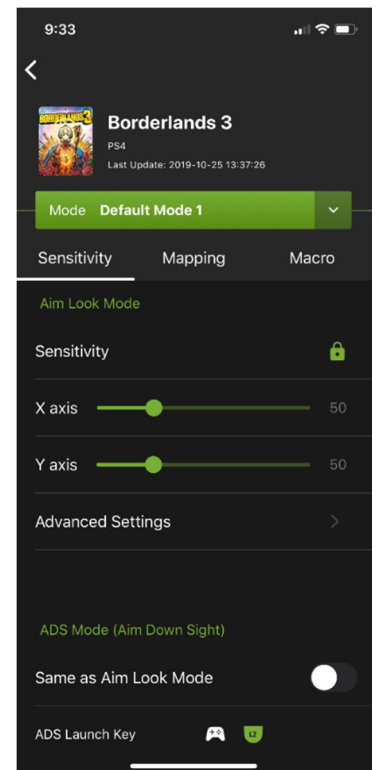 9:33
BORDERLANDS 3
Borderlands 3
PS4
Last Update: 2019-10-25 13:37:26
Mode Default Mode 1
Sensitivity Mapping Macro
Aim Look Mode
Sensitivity
X axis 50
Y axis 50
Advanced Settings
ADS Mode (Aim Down Sight)
Same as Aim Look Mode
ADS Launch Key L2